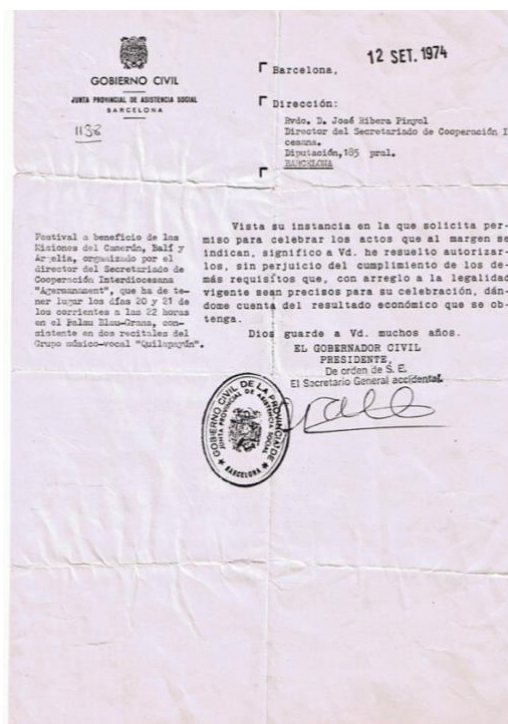 GOBIERNO CIVIL
JUNTA PROVINCIAL DE ASISTENCIA SOCIAL
BARCELONA
1138
Barcelona,
12 SET. 1974
Dirección:
Rvdo. D. José Ribera Pinyol
Director del Secretariado de Cooperación I
cesana.
Diputación,185 pral.
BARCELONA
Festival a beneficio de las
Misiones del Camerún, Balí y
Argelia, organizado por el
director del Secretariado de
Cooperación Interdiocesana
"Agermanament", que ha de te-
ner lugar los días 20 y 21 de
los corrientes a las 22 horas
en el Palau Blau-Grana, con-
sistente en dos recitales del
Grupo músico-vocal "Quilapayún".
Vista su instancia en la que solicita per-
miso para celebrar los actos que al margen se
indican, significo a Vd. he resuelto autorizar-
los, sin perjuicio del cumplimiento de los de-
más requisitos que, con arreglo a la legalidad
vigente sean precisos para su celebración, dán-
dome cuenta del resultado económico que se ob-
tenga.
Dios guarde a Vd. muchos años.
EL GOBERNADOR CIVIL
PRESIDENTE,
De orden de S. E.
El Secretario General accidental,
GOBIERNO CIVIL DE LA PROVINCIA DE
JUNTA PROVINCIAL DE ASISTENCIA SOCIAL
BARCELONA